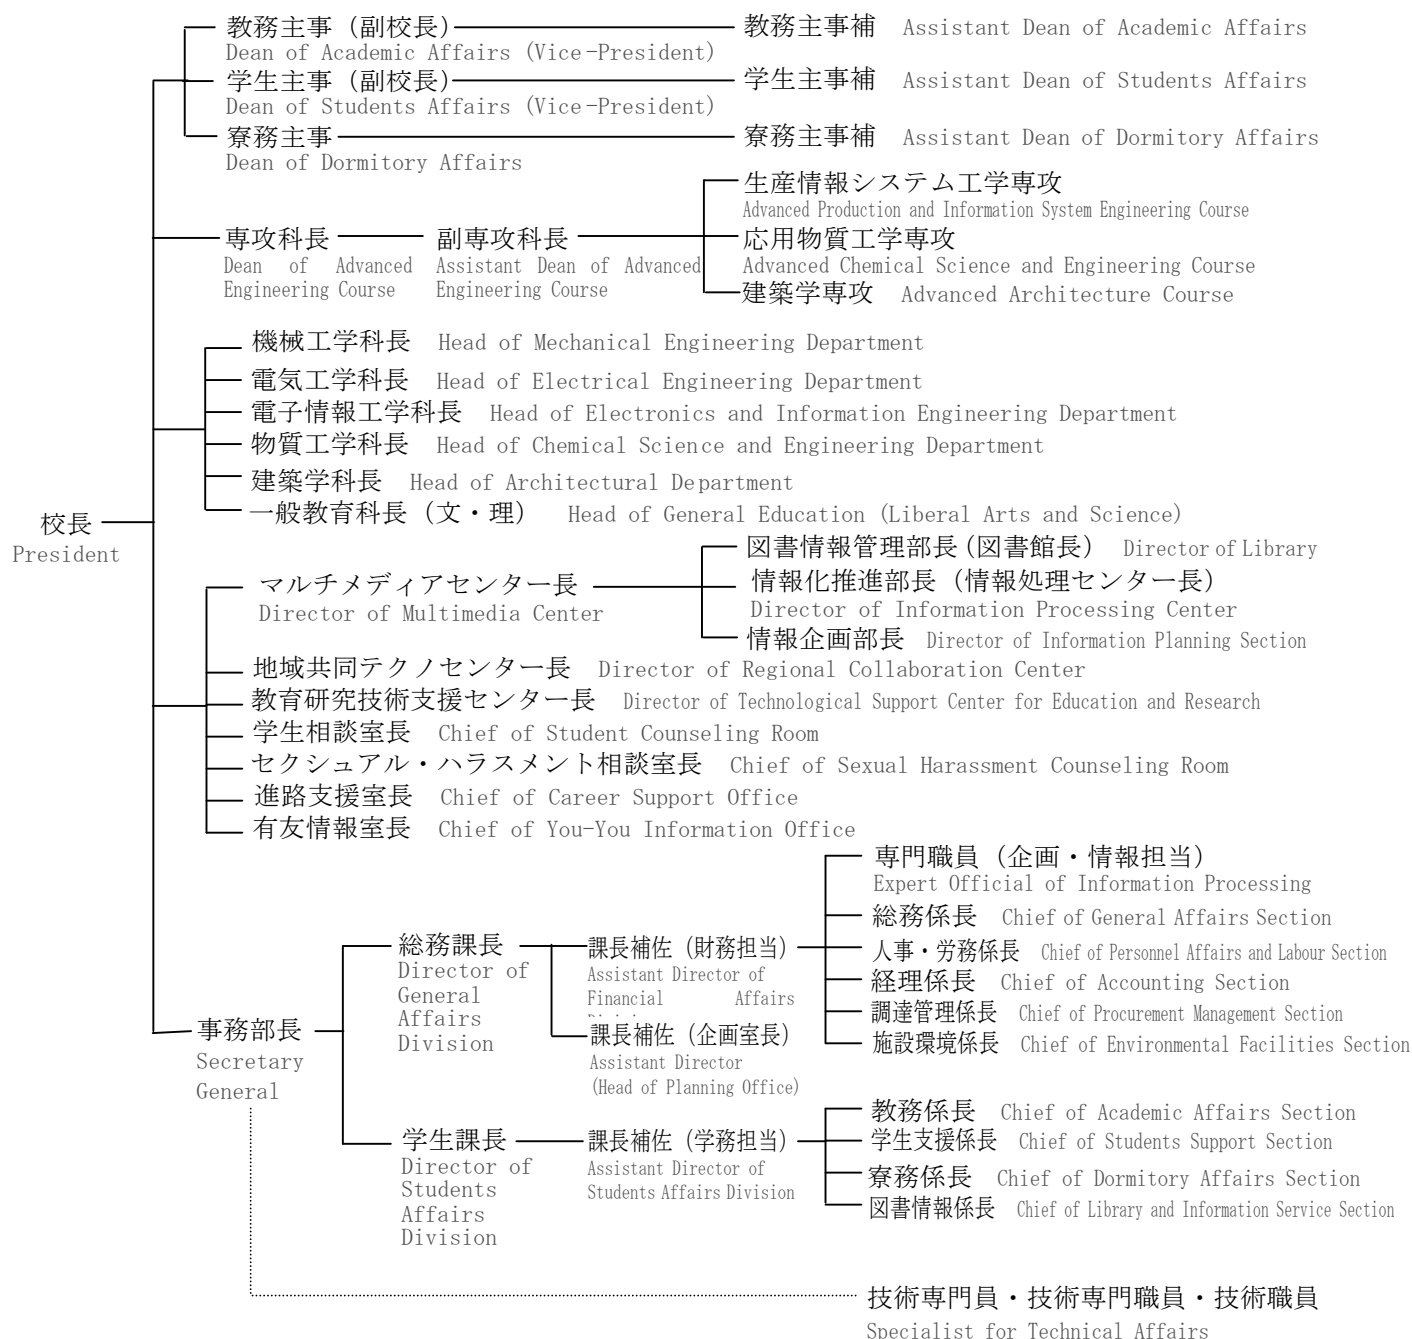 教務主事（副校長） 教務主事補 Assistant Dean of Academic Affairs
Dean of Academic Affairs (Vice-President)
学生主事（副校長） 学生主事補 Assistant Dean of Students Affairs
Dean of Students Affairs (Vice-President)
寮務主事 寮務主事補 Assistant Dean of Dormitory Affairs
Dean of Dormitory Affairs
専攻科長
Dean of Advanced
Engineering Course
副専攻科長
Assistant Dean of Advanced
Engineering Course
生産情報システム工学専攻
Advanced Production and Information System Engineering Course
応用物質工学専攻
Advanced Chemical Science and Engineering Course
建築学専攻 Advanced Architecture Course
機械工学科長 Head of Mechanical Engineering Department
電気工学科長 Head of Electrical Engineering Department
電子情報工学科長 Head of Electronics and Information Engineering Department
物質工学科長 Head of Chemical Science and Engineering Department
建築学科長 Head of Architectural Department
一般教育科長（文・理） Head of General Education (Liberal Arts and Science)
校長
President
マルチメディアセンター長
Director of Multimedia Center
図書情報管理部長（図書館長） Director of Library
情報化推進部長（情報処理センター長）
Director of Information Processing Center
情報企画部長 Director of Information Planning Section
地域共同テクノセンター長 Director of Regional Collaboration Center
教育研究技術支援センター長 Director of Technological Support Center for Education and Research
学生相談室長 Chief of Student Counseling Room
セクシュアル・ハラスメント相談室長 Chief of Sexual Harassment Counseling Room
進路支援室長 Chief of Career Support Office
有友情報室長 Chief of You-You Information Office
事務部長
Secretary
General
総務課長
Director of
General
Affairs
Division
課長補佐（財務担当）
Assistant Director of
Financial Affairs
課長補佐（企画室長）
Assistant Director
(Head of Planning Office)
専門職員（企画・情報担当）
Expert Official of Information Processing
総務係長 Chief of General Affairs Section
人事・労務係長 Chief of Personnel Affairs and Labour Section
経理係長 Chief of Accounting Section
調達管理係長 Chief of Procurement Management Section
施設環境係長 Chief of Environmental Facilities Section
学生課長
Director of
Students
Affairs
Division
課長補佐（学務担当）
Assistant Director of
Students Affairs Division
教務係長 Chief of Academic Affairs Section
学生支援係長 Chief of Students Support Section
寮務係長 Chief of Dormitory Affairs Section
図書情報係長 Chief of Library and Information Service Section
技術専門員・技術専門職員・技術職員
Specialist for Technical Affairs